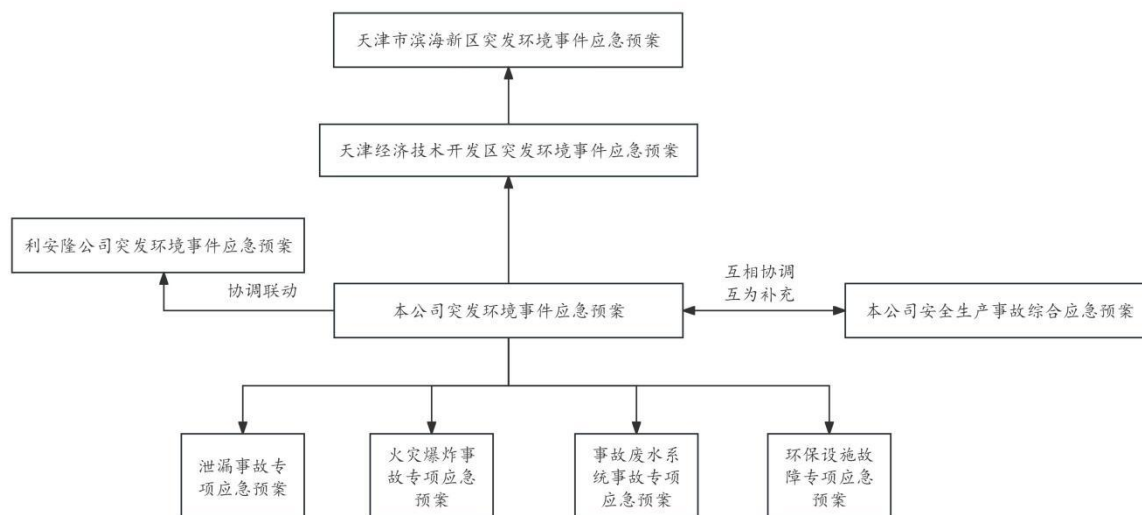 天津市滨海新区突发环境事件应急预案
天津经济技术开发区突发环境事件应急预案
利安隆公司突发环境事件应急预案
协调联动
本公司突发环境事件应急预案
互相协调
互为补充
本公司安全生产事故综合应急预案
泄漏事故专
项应急预案
火灾爆炸事
故专项应急
预案
事故废水系
统事故专项
应急预案
环保设施故
障专项应急
预案